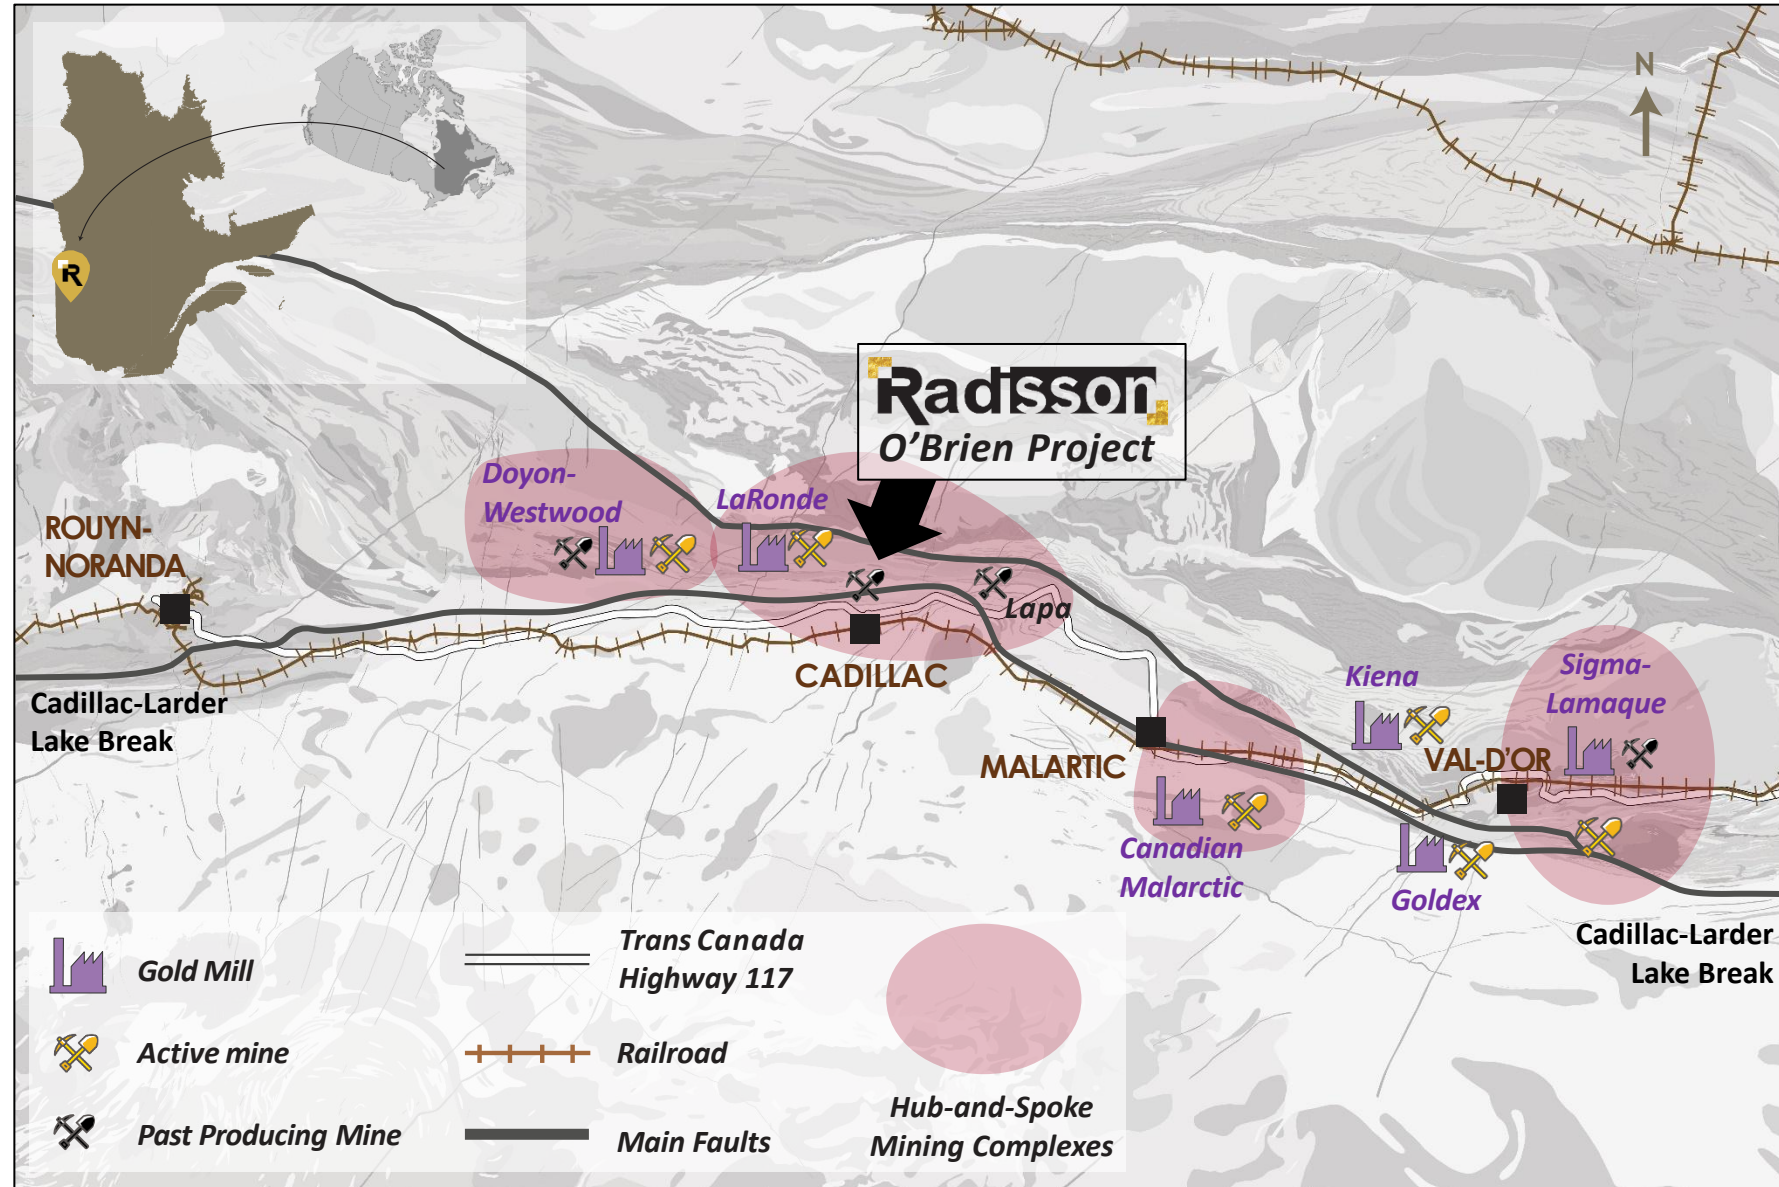 N
R
Radisson
O’Brien Project
Doyon-
Westwood
LaRonde
ROUYN-
NORANDA
Lapa
CADILLAC
Cadillac-Larder
Lake Break
Kiena
Sigma-
Lamaque
MALARTIC
VAL-D’OR
Canadian
Malarctic
Goldex
Cadillac-Larder
Lake Break
Gold Mill
Active mine
Past Producing Mine
Trans Canada
Highway 117
Railroad
Main Faults
Hub-and-Spoke
Mining Complexes